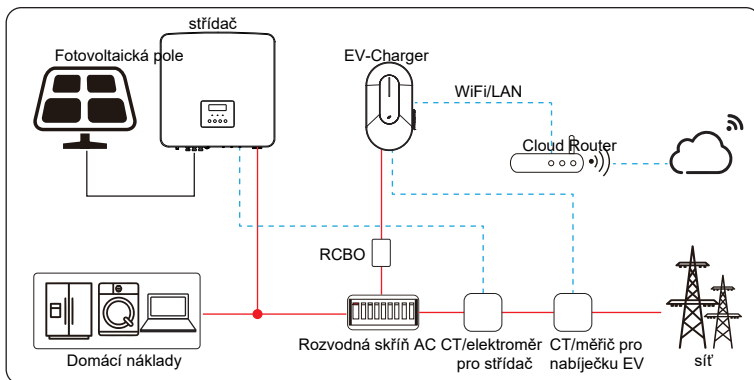 střídač
Fotovoltaická pole
EV-Charger
WiFi/LAN
Cloud Router
RCBO
Rozvodná skříň AC
CT/elektroměr
pro střídač
CT/měřič pro
nabíječku EV
síť
Domácí náklady